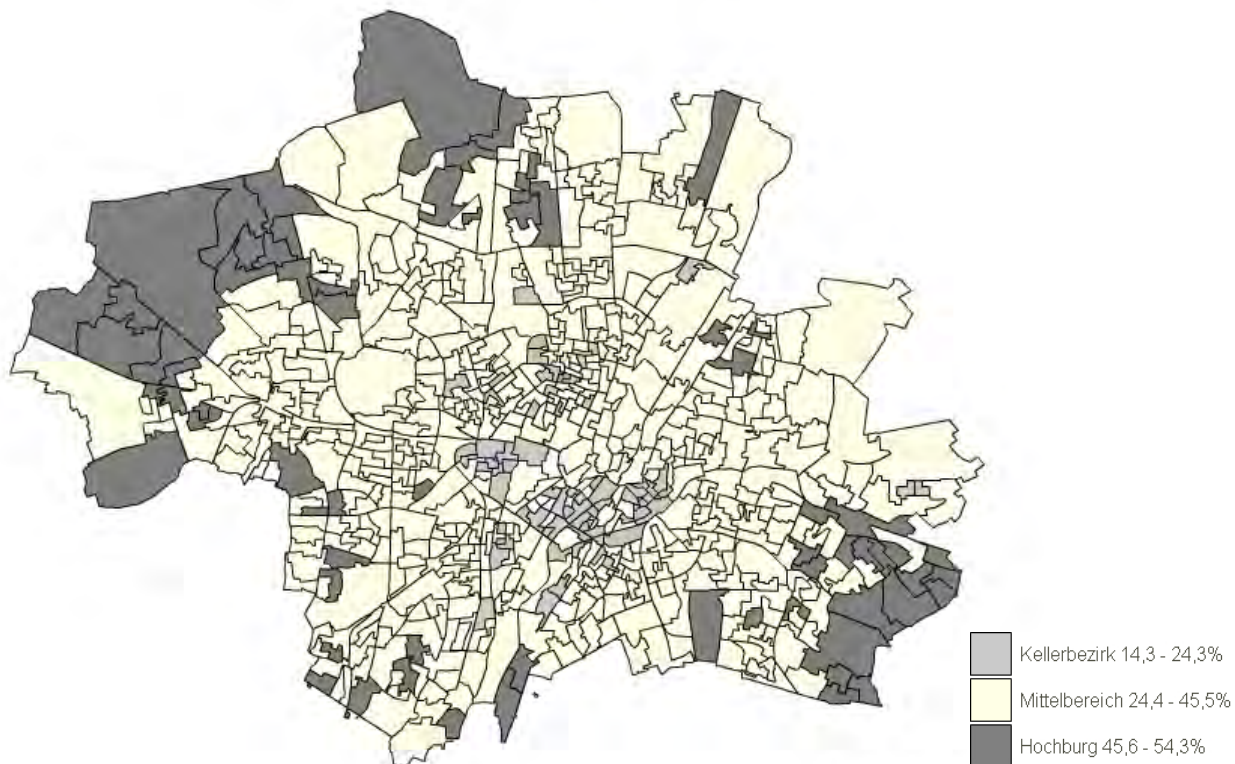 Kellerbezirk 14,3 - 24,3%
Mittelbereich 24,4 - 45,5%
Hochburg 45,6 - 54,3%